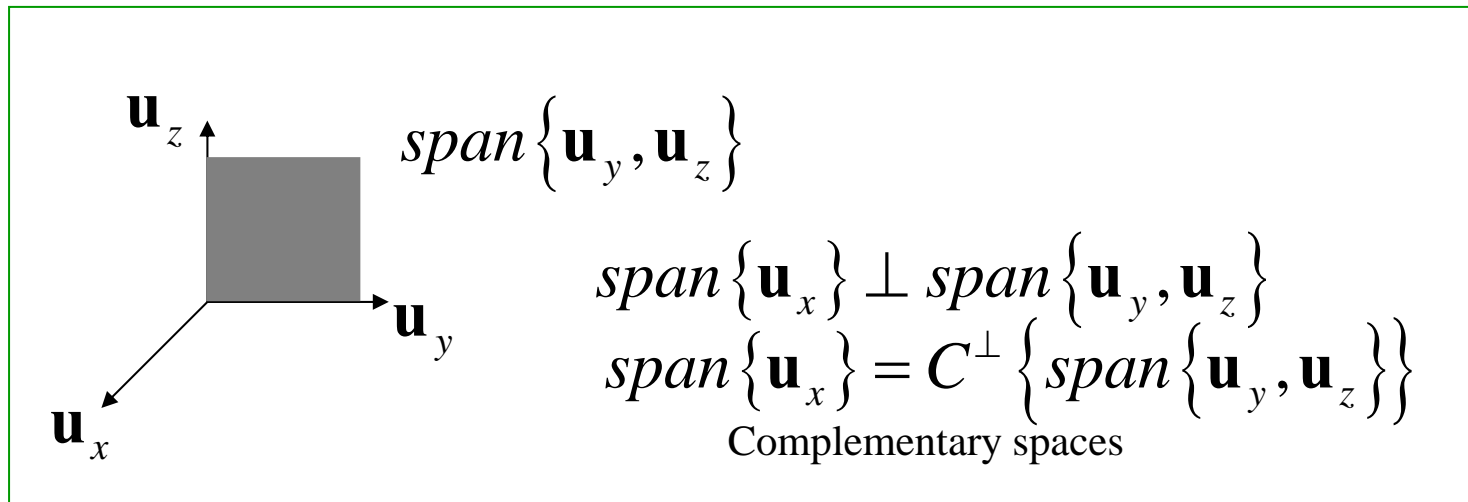 u_z
span{u_y, u_z}
span{u_x} ⊥ span{u_y, u_z}
u_y
span{u_x} = C^⊥ {span{u_y, u_z}}
u_x
Complementary spaces